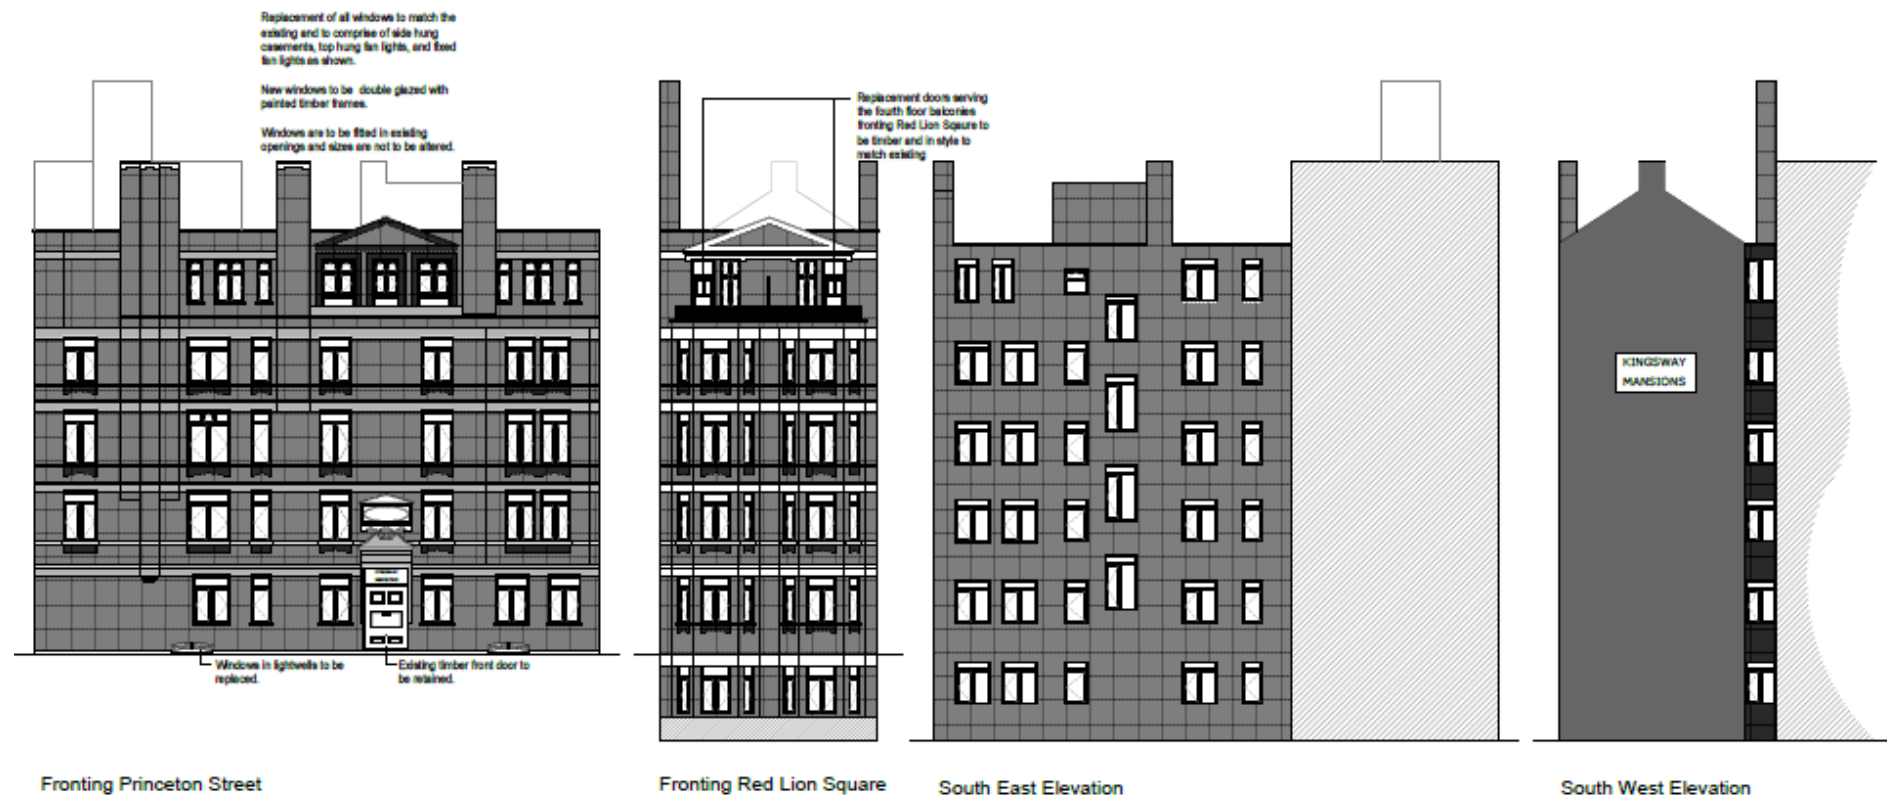 Replacement of all windows to match the
existing and to comprise of side hung
casements, top hung fan lights, and fixed
fan lights as shown.
New windows to be double glazed with
painted timber frames.
Windows are to be fitted in existing
openings and sizes are not to be altered.
Replacement doors serving
the fourth floor balconies
fronting Red Lion Sqaure to
be timber and in style to
match existing
KINGSWAY
MANSIONS
Windows in lightwells to be
replaced.
Existing timber front door to
be retained.
Fronting Princeton Street
Fronting Red Lion Square
South East Elevation
South West Elevation